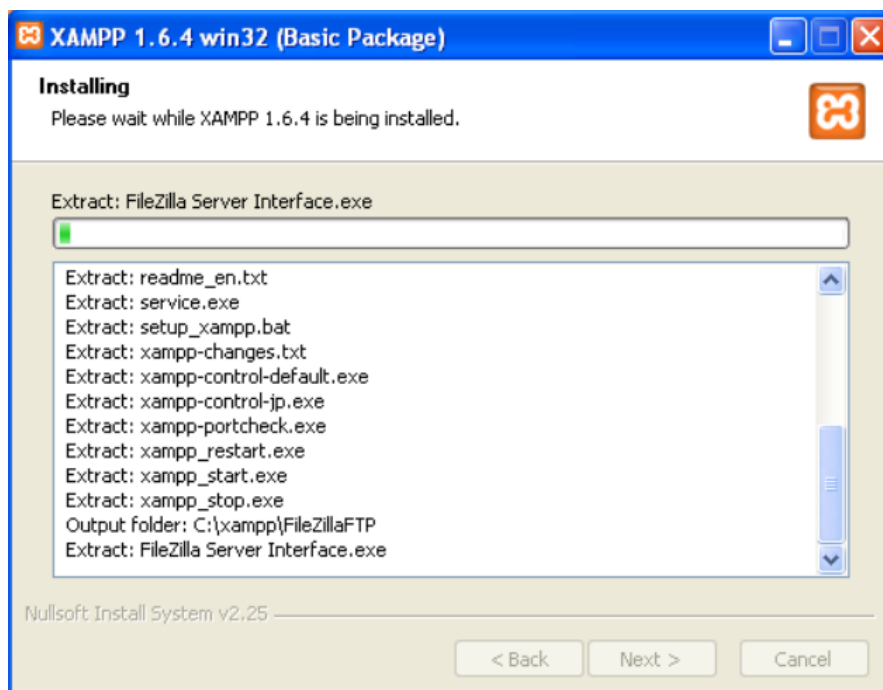 XAMPP 1.6.4 win32 (Basic Package)
Installing
Please wait while XAMPP 1.6.4 is being installed.
Extract: FileZilla Server Interface.exe
Extract: readme_en.txt
Extract: service.exe
Extract: setup_xampp.bat
Extract: xampp-changes.txt
Extract: xampp-control-default.exe
Extract: xampp-control-jp.exe
Extract: xampp-portcheck.exe
Extract: xampp_restart.exe
Extract: xampp_start.exe
Extract: xampp_stop.exe
Output folder: C:\xampp\FileZillaFTP
Extract: FileZilla Server Interface.exe
Nullsoft Install System v2.25
< Back Next > Cancel